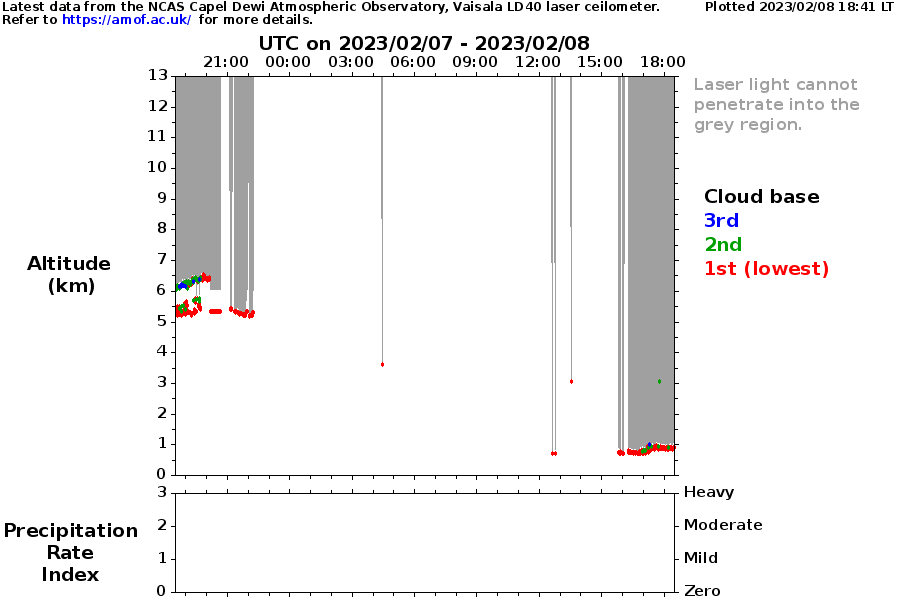 Latest data from the NCAS Capel Dewi Atmospheric Observatory, Vaisala LD40 laser ceilometer. Plotted 2023/02/08 18:41 LT
Refer to https://amof.ac.uk/ for more details.
UTC on 2023/02/07 - 2023/02/08
21:00 00:00 03:00 06:00 09:00 12:00 15:00 18:00
13
12
11
10
9
8
7
6
5
4
3
2
1
0
Altitude
(km)
Laser light cannot
penetrate into the
grey region.
Cloud base
3rd
2nd
1st (lowest)
3 Heavy
2 Moderate
1 Mild
0 Zero
Precipitation
Rate
Index